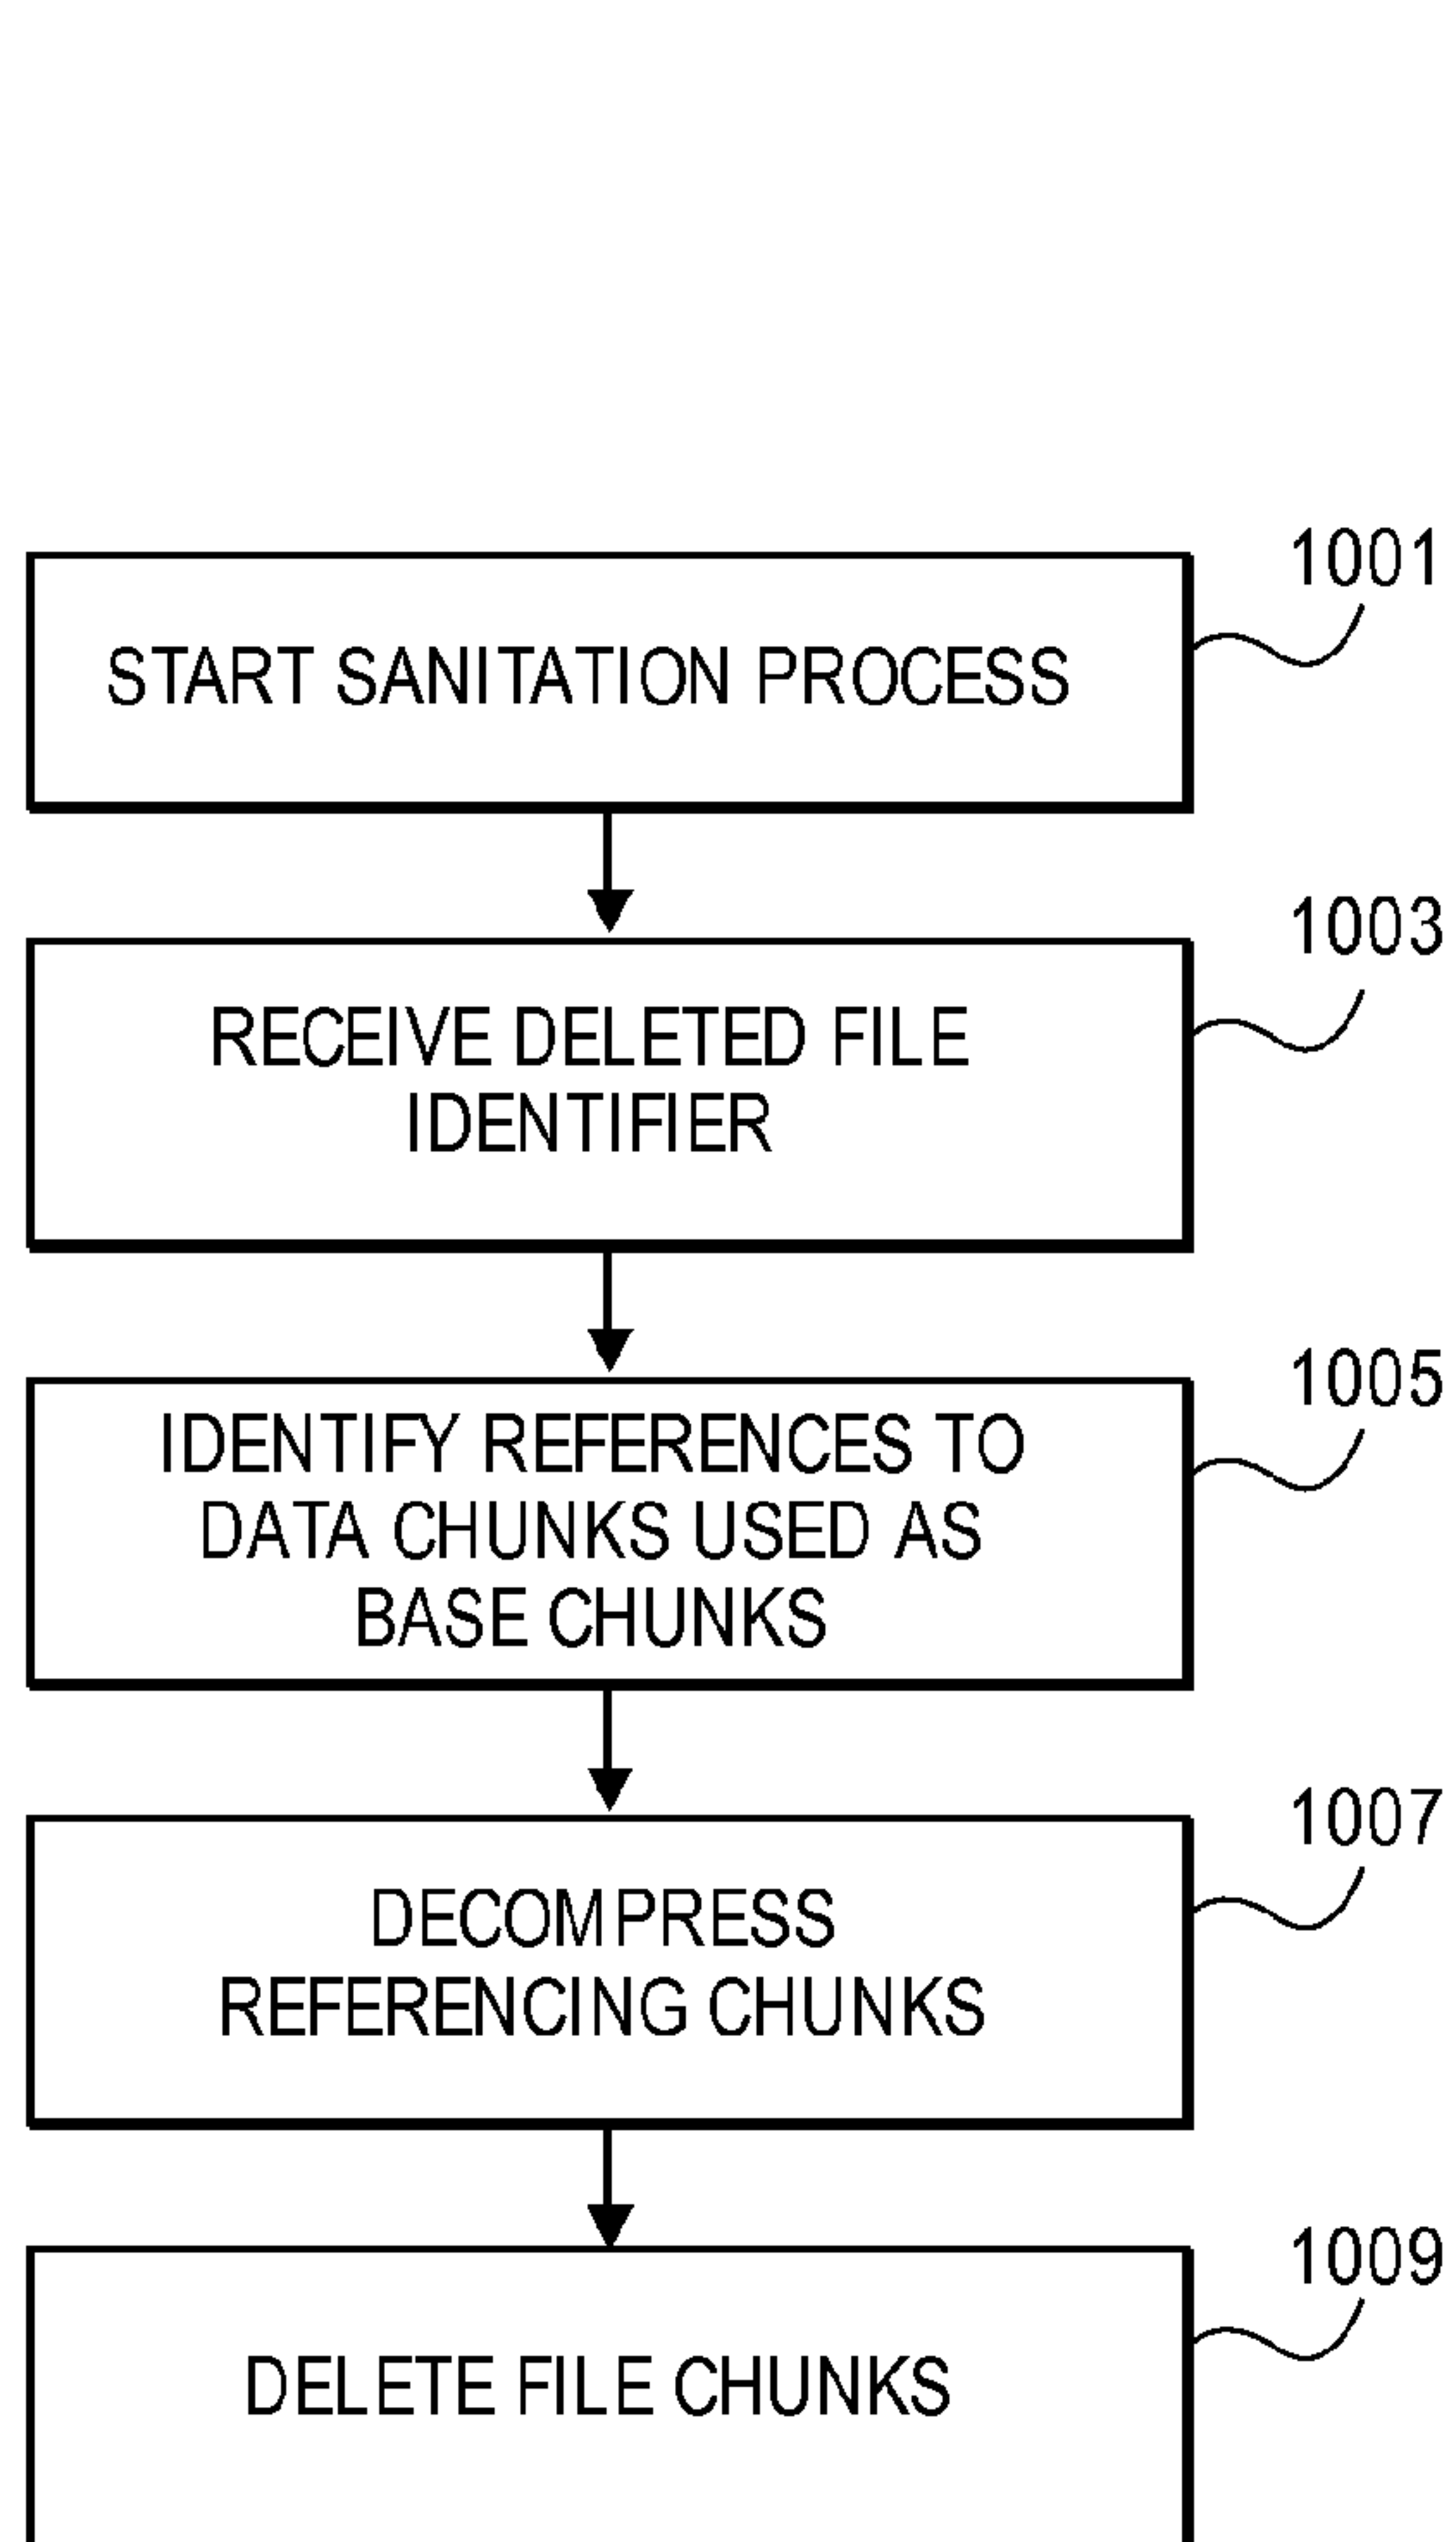 1001
START SANITATION PROCESS
1003
RECEIVE DELETED FILE
IDENTIFIER
1005
IDENTIFY REFERENCES TO
DATA CHUNKS USED AS
BASE CHUNKS
1007
DECOMPRESS
REFERENCING CHUNKS
1009
DELETE FILE CHUNKS